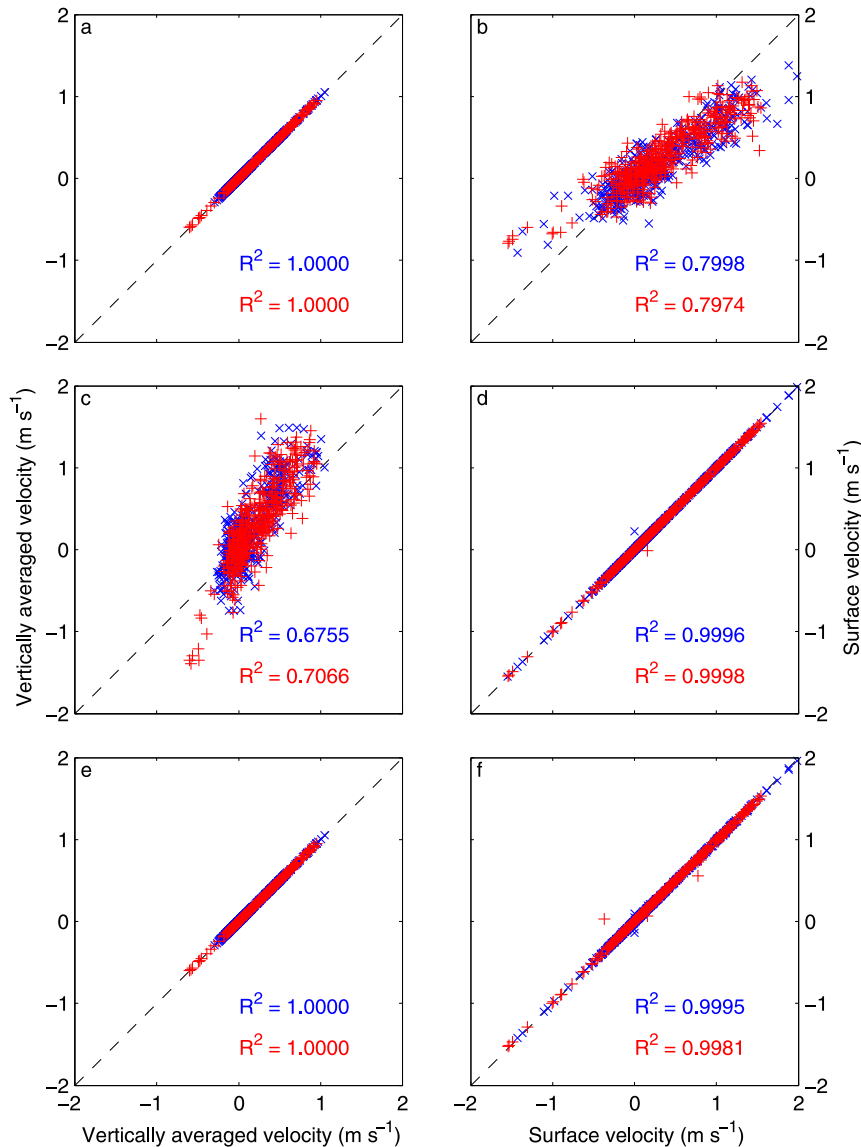 a
2
1
0
−1
−2
R² = 1.0000
R² = 1.0000
b
2
1
0
−1
−2
R² = 0.7998
R² = 0.7974
c
2
1
0
−1
−2
R² = 0.6755
R² = 0.7066
Vertically averaged velocity (m s⁻¹)
d
2
1
0
−1
−2
R² = 0.9996
R² = 0.9998
Surface velocity (m s⁻¹)
e
2
1
0
−1
−2
R² = 1.0000
R² = 1.0000
−2 −1 0 1 2
Vertically averaged velocity (m s⁻¹)
f
2
1
0
−1
−2
R² = 0.9995
R² = 0.9981
−2 −1 0 1 2
Surface velocity (m s⁻¹)